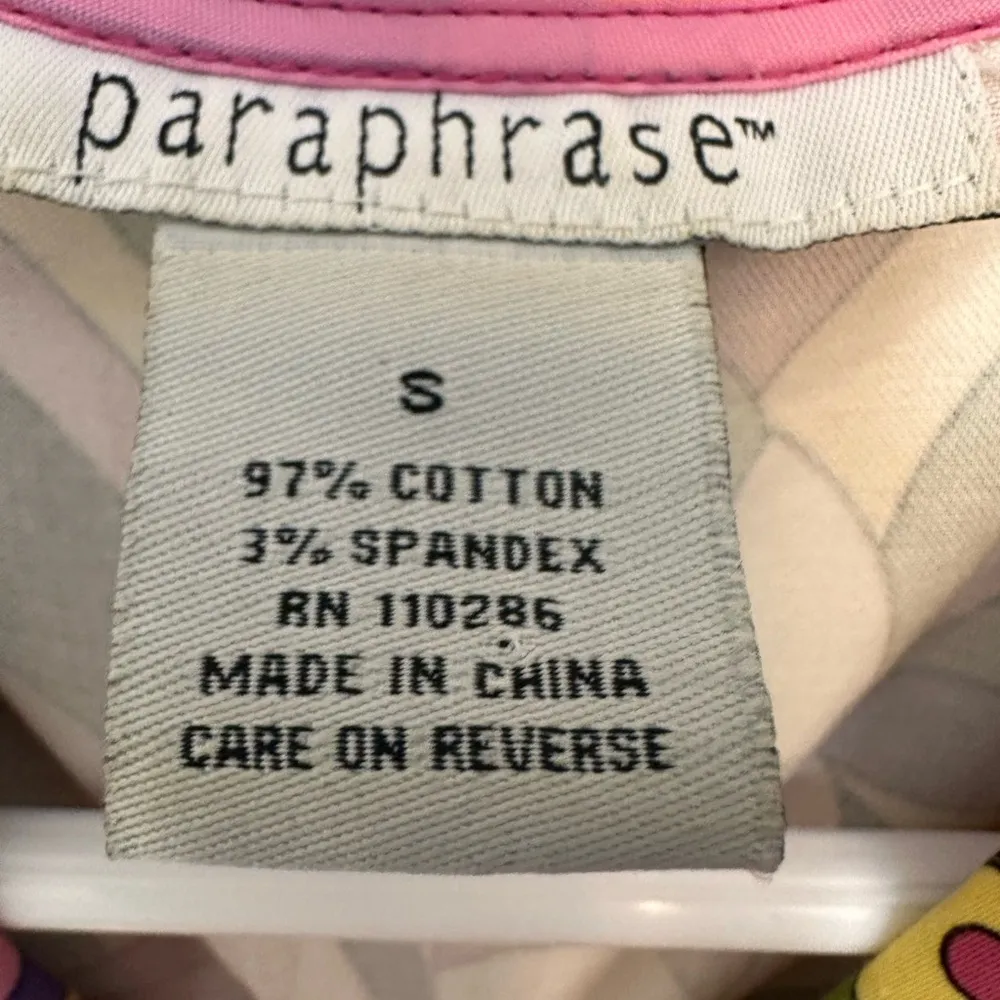 paraphrase™
S
97% COTTON
3% SPANDEX
RN 110286
MADE IN CHINA
CARE ON REVERSE